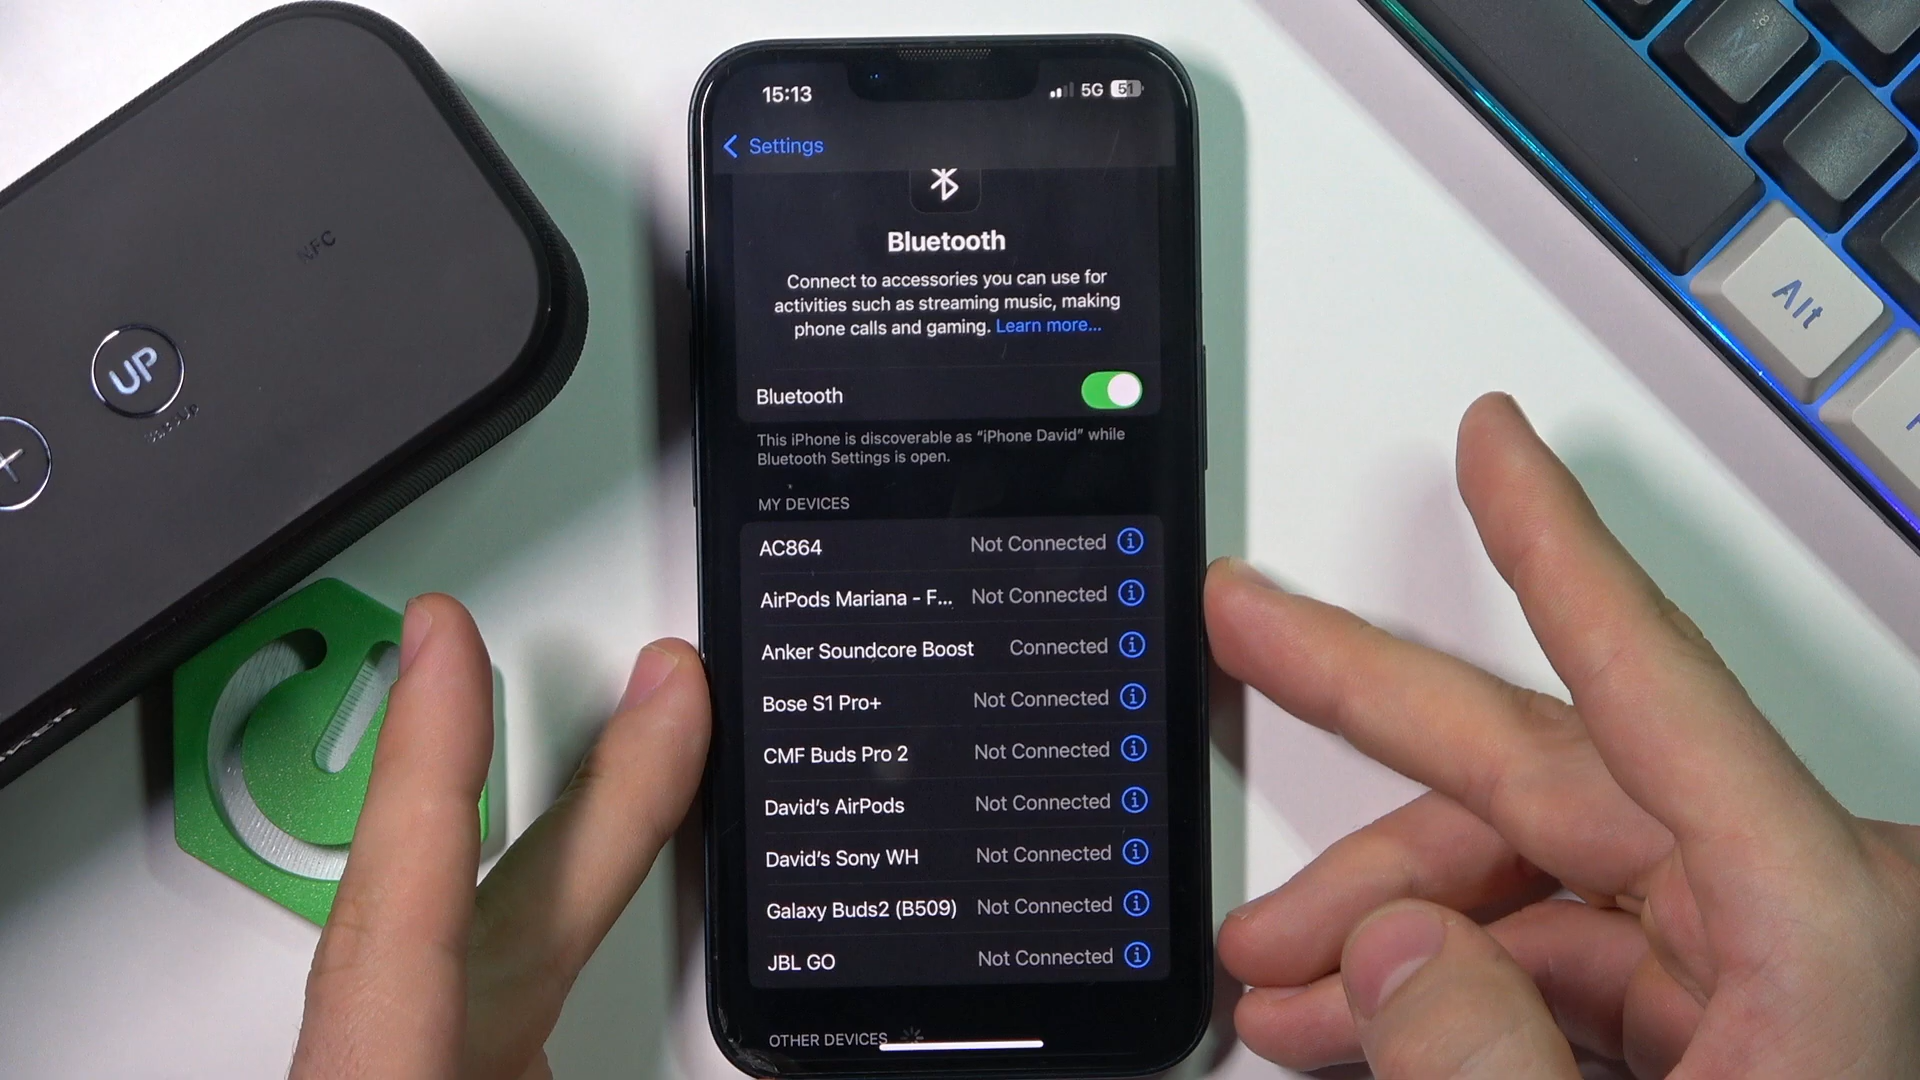 15:13
5G 51
Settings
Bluetooth
Connect to accessories you can use for
activities such as streaming music, making
phone calls and gaming. Learn more...
Bluetooth
This iPhone is discoverable as “iPhone David” while
Bluetooth Settings is open.
MY DEVICES
AC864 Not Connected
AirPods Mariana - F... Not Connected
Anker Soundcore Boost Connected
Bose S1 Pro+ Not Connected
CMF Buds Pro 2 Not Connected
David’s AirPods Not Connected
David’s Sony WH Not Connected
Galaxy Buds2 (B509) Not Connected
JBL GO Not Connected
OTHER DEVICES
NFC
UP
+
Alt
M